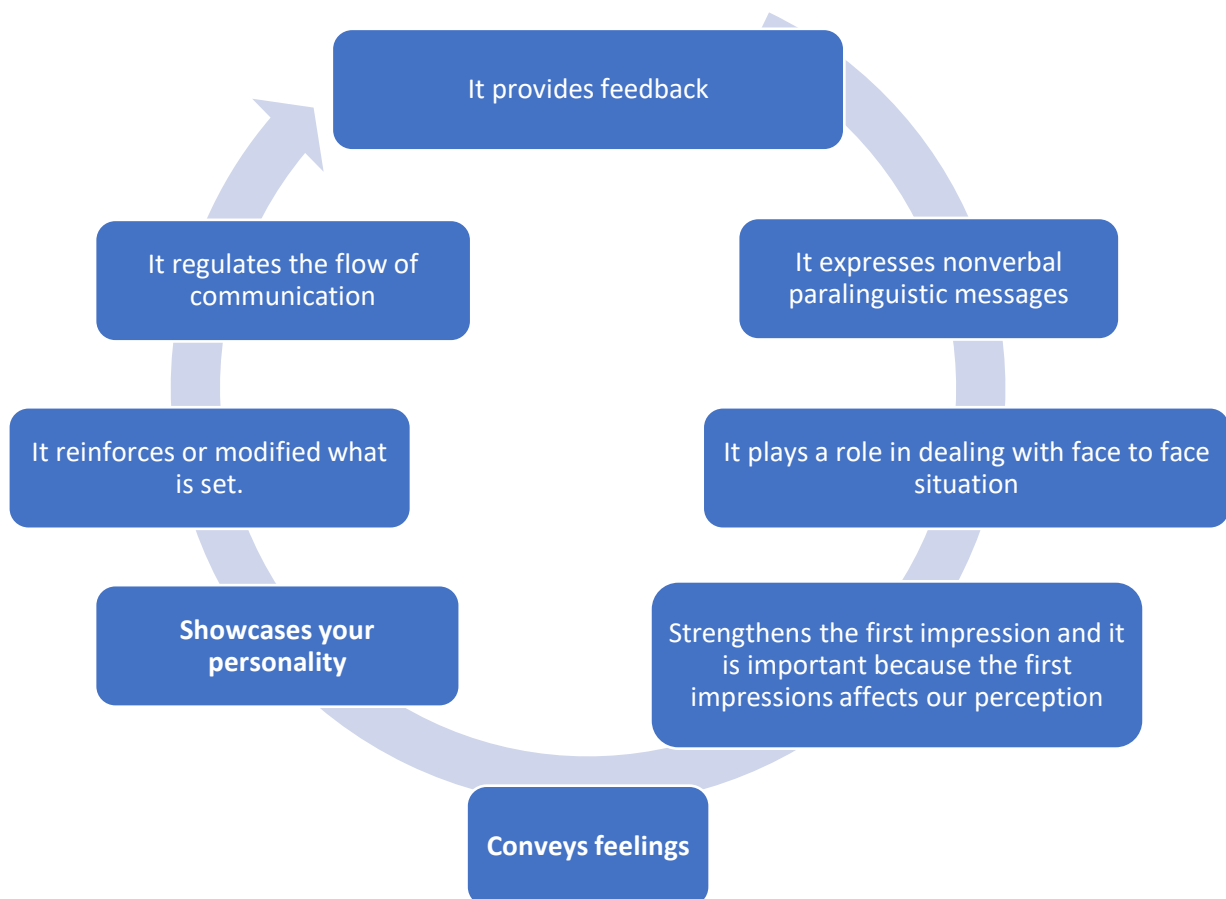 It provides feedback
It expresses nonverbal
paralinguistic messages
It plays a role in dealing with face to face
situation
Strengthens the first impression and it
is important because the first
impressions affects our perception
Conveys feelings
Showcases your
personality
It reinforces or modified what
is set.
It regulates the flow of
communication